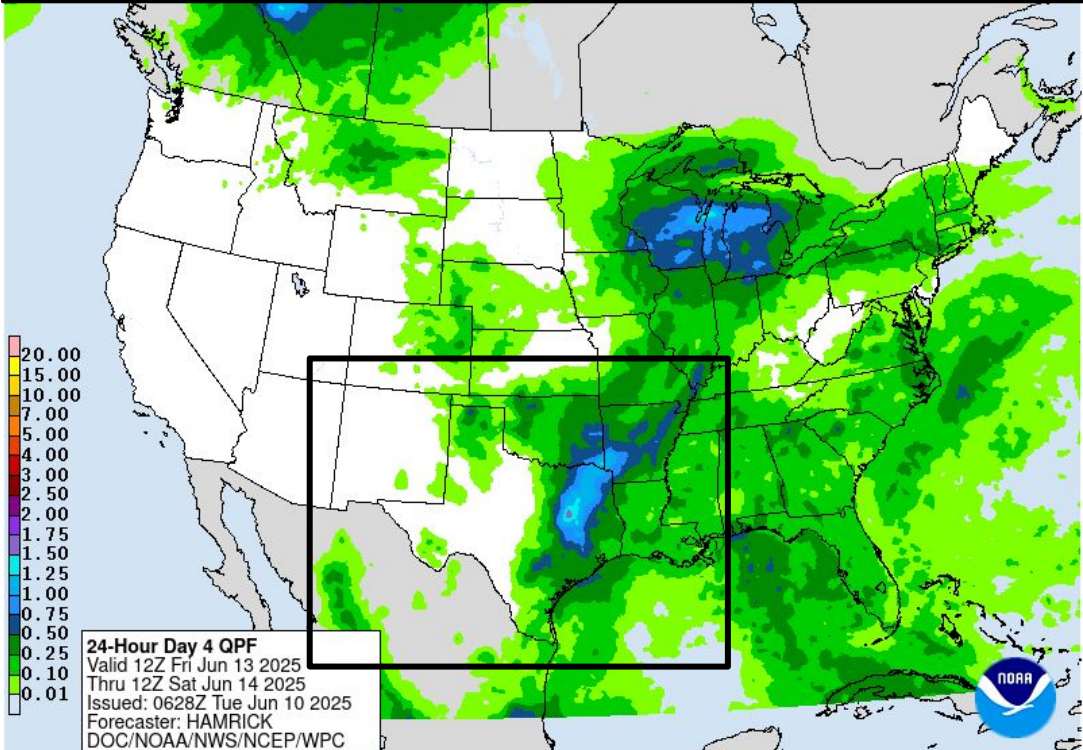 20.00
15.00
10.00
7.00
5.00
4.00
3.00
2.50
2.00
1.75
1.50
1.25
1.00
0.75
0.50
0.25
0.10
0.01
24-Hour Day 4 QPF
Valid 12Z Fri Jun 13 2025
Thru 12Z Sat Jun 14 2025
Issued: 0628Z Tue Jun 10 2025
Forecaster: HAMRICK
DOC/NOAA/NWS/NCEP/WPC
NOAA